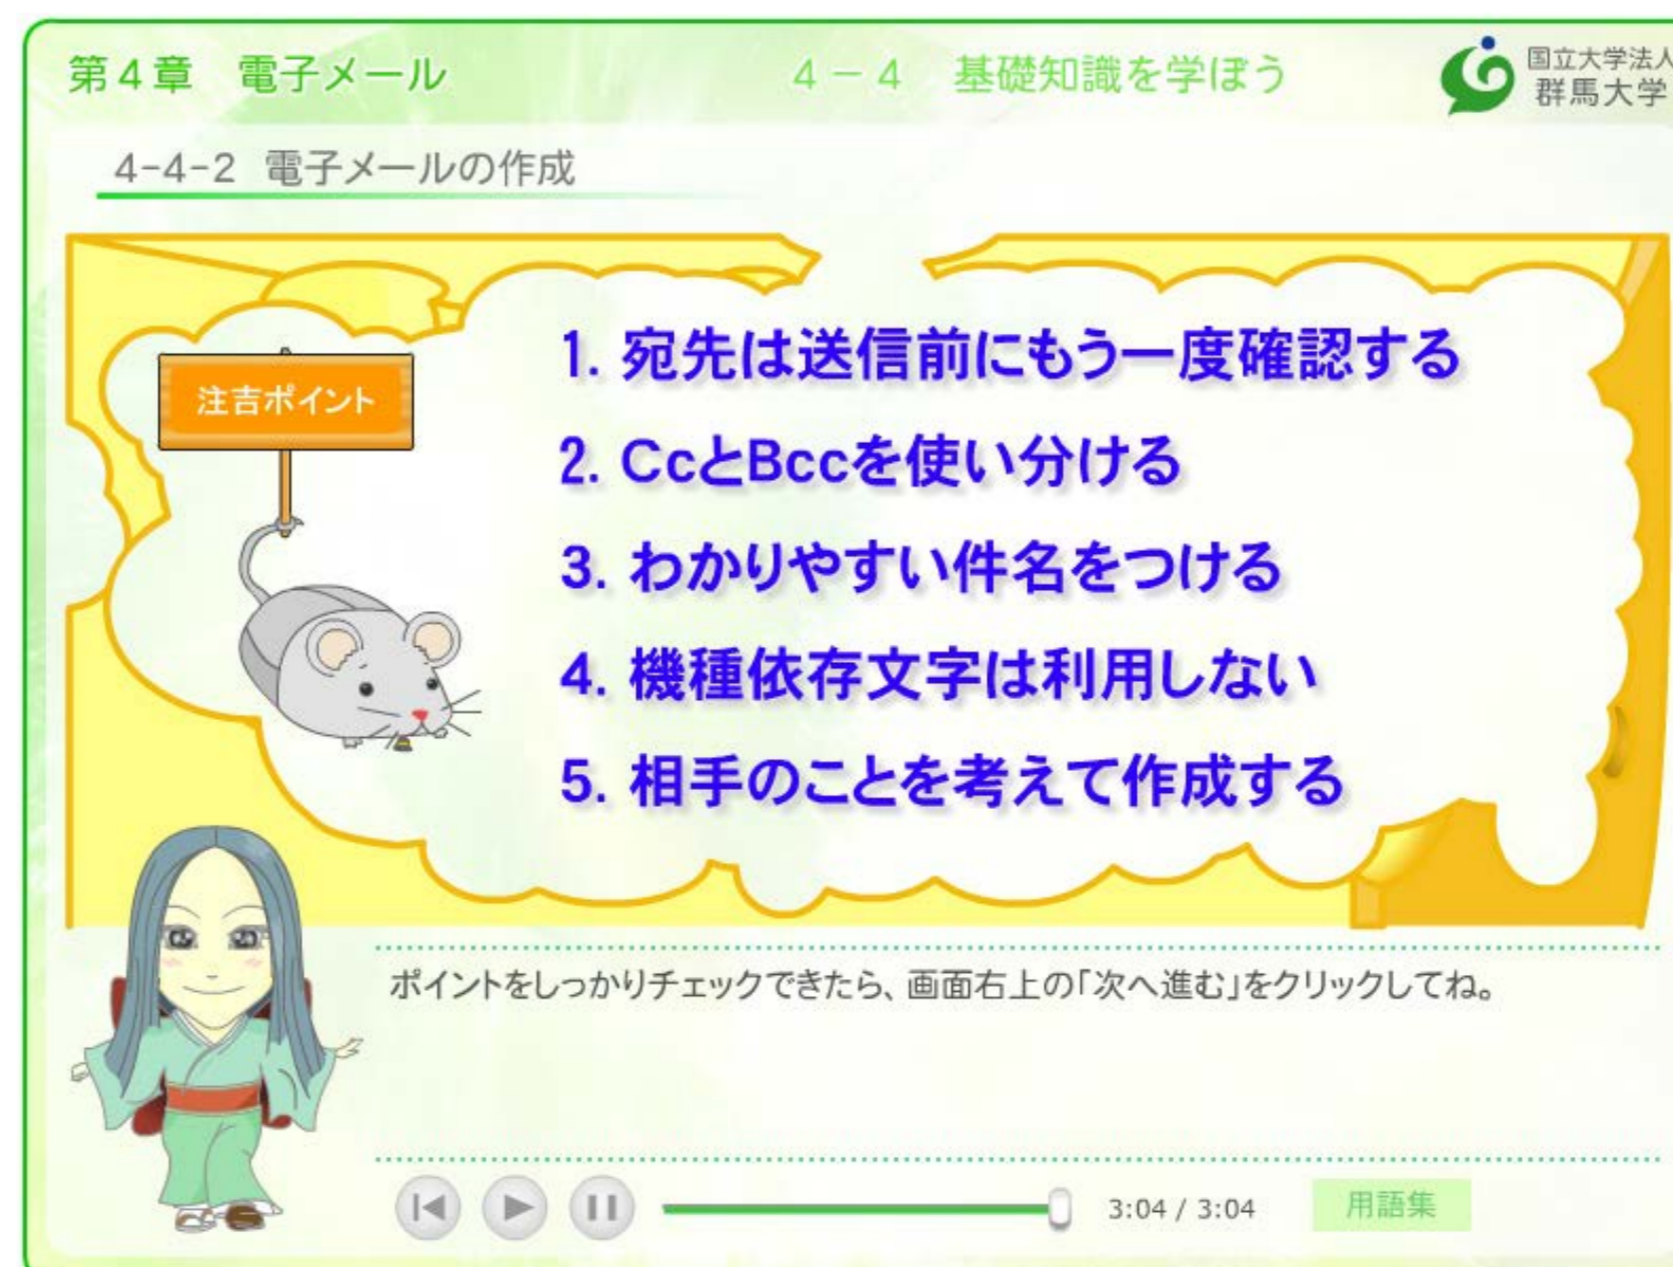 第4章 電子メール
4-4 基礎知識を学ぼう
国立大学法人
群馬大学
4-4-2 電子メールの作成
注吉ポイント
1. 宛先は送信前にもう一度確認する
2. CcとBccを使い分ける
3. わかりやすい件名をつける
4. 機種依存文字は利用しない
5. 相手のことを考えて作成する
ポイントをしっかりチェックできたら、画面右上の「次へ進む」をクリックしてね。
3:04 / 3:04
用語集